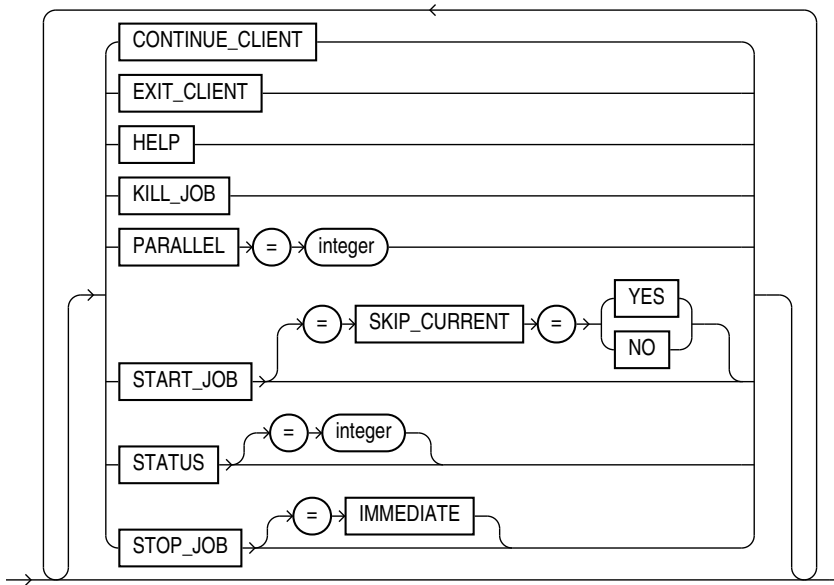 CONTINUE_CLIENT
EXIT_CLIENT
HELP
KILL_JOB
PARALLEL = integer
YES
= SKIP_CURRENT =
NO
START_JOB
= integer
STATUS
= IMMEDIATE
STOP_JOB